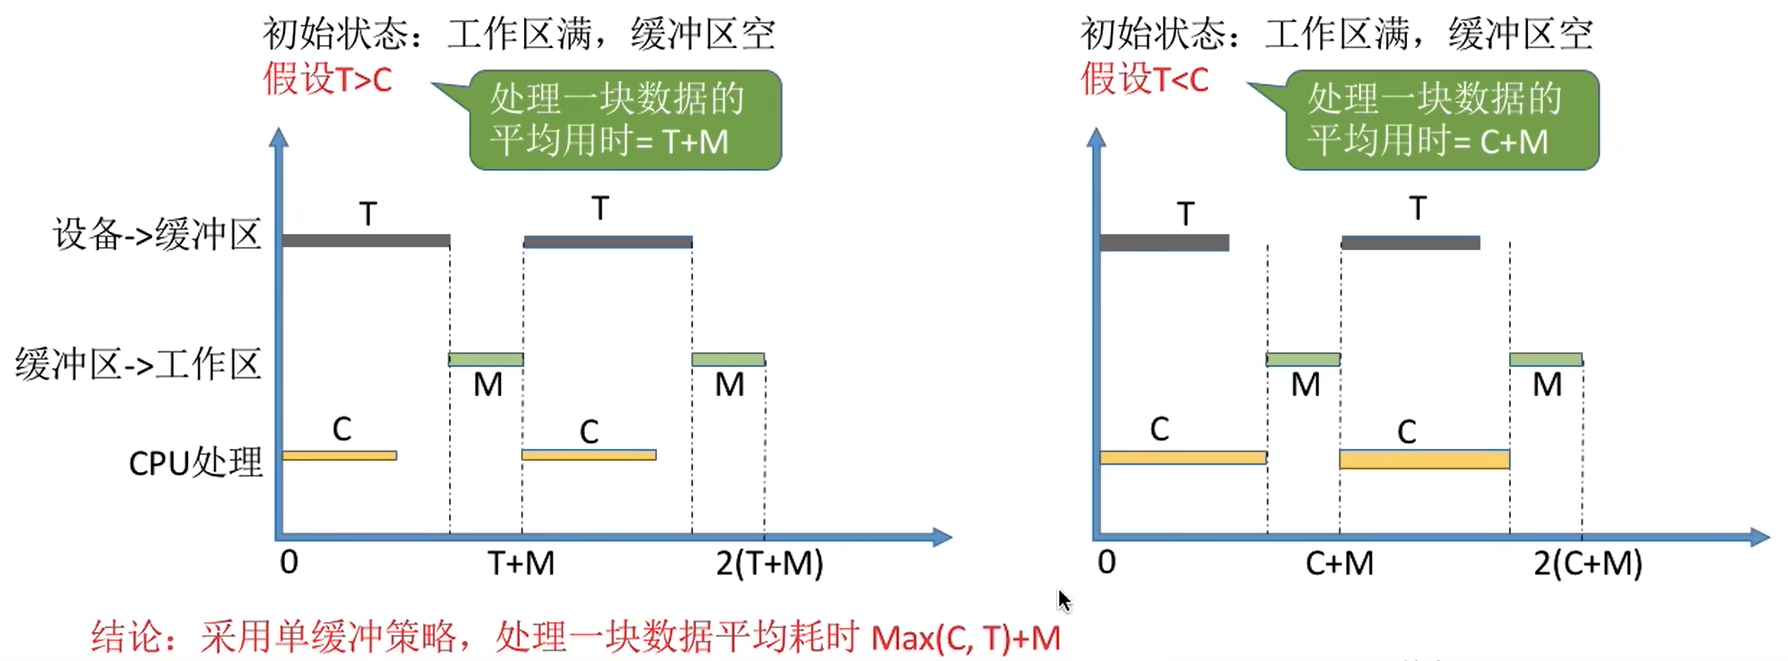 初始状态：工作区满，缓冲区空
假设T>C
处理一块数据的
平均用时= T+M
T
T
设备->缓冲区
缓冲区->工作区
M
M
C
C
CPU处理
0
T+M
2(T+M)
初始状态：工作区满，缓冲区空
假设T<C
处理一块数据的
平均用时= C+M
T
T
M
M
C
C
0
C+M
2(C+M)
结论：采用单缓冲策略，处理一块数据平均耗时 Max(C, T)+M